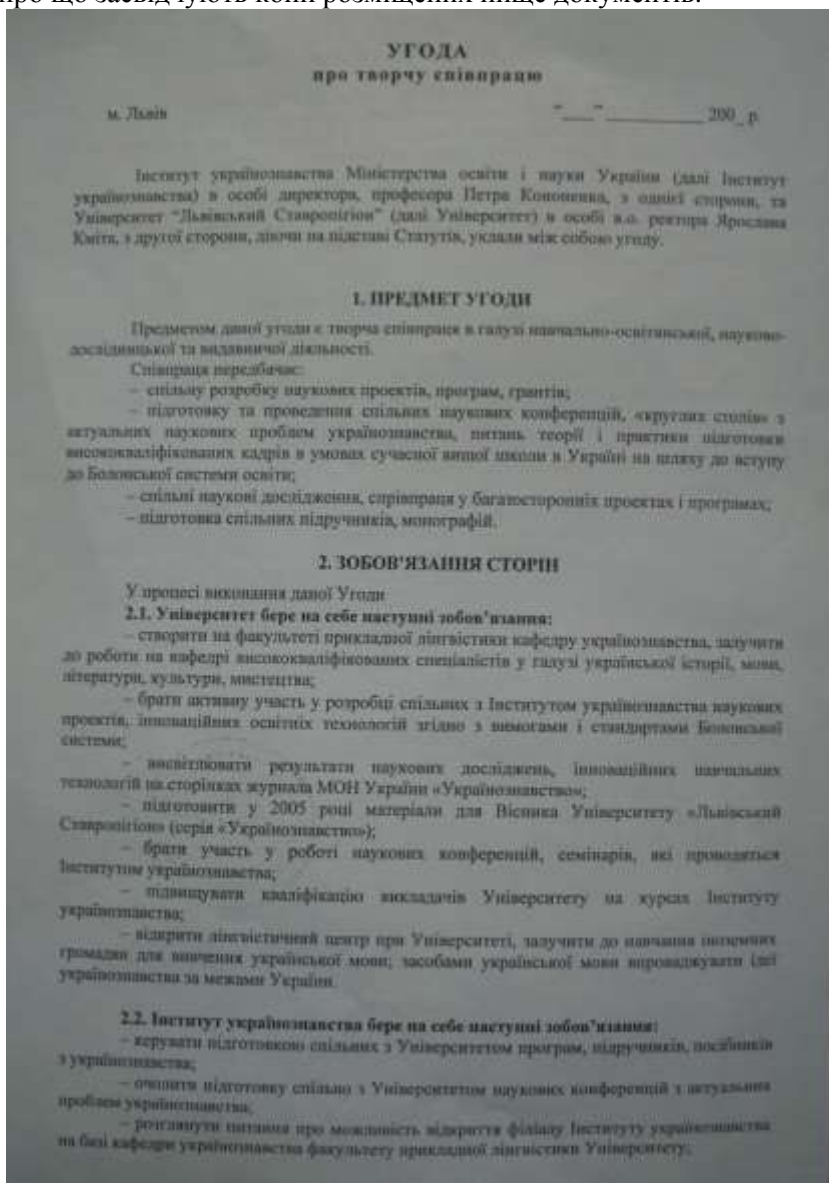 про що засвідчують копії розміщених нище документів:
УГОДА
про творчу співпрацю
м. Львів "___" __________ 200_ р.
Інститут українознавства Міністерства освіти і науки України (далі Інститут
українознавства) в особі директора, професора Петра Кононенка, з однієї сторони, та
Університет "Львівський Ставропігіон" (далі Університет) в особі в.о. ректора Ярослава
Кміта, з другої сторони, діючи на підставі Статутів, уклали між собою угоду.
1. ПРЕДМЕТ УГОДИ
Предметом даної угоди є творча співпраця в галузі навчально-освітянської, науково-
дослідницької та видавничої діяльності.
Співпраця передбачає:
– спільну розробку наукових проектів, програм, грантів;
– підготовку та проведення спільних наукових конференцій, «круглих столів» з
актуальних наукових проблем українознавства, питань теорії і практики підготовки
висококваліфікованих кадрів в умовах сучасної вищої школи в Україні на шляху до вступу
до Болонської системи освіти;
– спільні наукові дослідження, спрівпраця у багатосторонніх проектах і програмах;
– підготовка спільних підручників, монографій.
2. ЗОБОВ'ЯЗАННЯ СТОРІН
У процесі виконання даної Угоди
2.1. Університет бере на себе наступні зобов'язання:
– створити на факультеті прикладної лінгвістики кафедру українознавства, залучити
до роботи на кафедрі висококваліфікованих спеціалістів у галузі української історії, мови,
літератури, культури, мистецтва;
– брати активну участь у розробці спільних з Інститутом українознавства наукових
проектів, інноваційних освітніх технологій згідно з вимогами і стандартами Болонської
системи;
– висвітлювати результати наукових досліджень, інноваційних навчальних
технологій на сторінках журнала МОН України «Українознавство»;
– підготовити у 2005 році матеріали для Вісника Університету «Львівський
Ставропігіон» (серія «Українознавство»);
– брати участь у роботі наукових конференцій, семінарів, які проводяться
Інститутом українознавства;
– підвищувати кваліфікацію викладачів Університету на курсах Інституту
українознавства;
– відкрити лінгвістичний центр при Університеті, залучити до навчання іноземних
громадян для вивчення української мови; засобами української мови впроваджувати ідеї
українознавства за межами України.
2.2. Інститут українознавства бере на себе наступні зобов'язання:
– керувати підготовкою спільних з Університетом програм, підручників, посібників
з українознавства;
– очолити підготовку спільно з Університетом наукових конференцій з актуальних
проблем українознавства;
– розглянути питання про можливість відкриття філіалу Інституту українознавства
на базі кафедри українознавства факультету прикладної лінгвістики Університету;